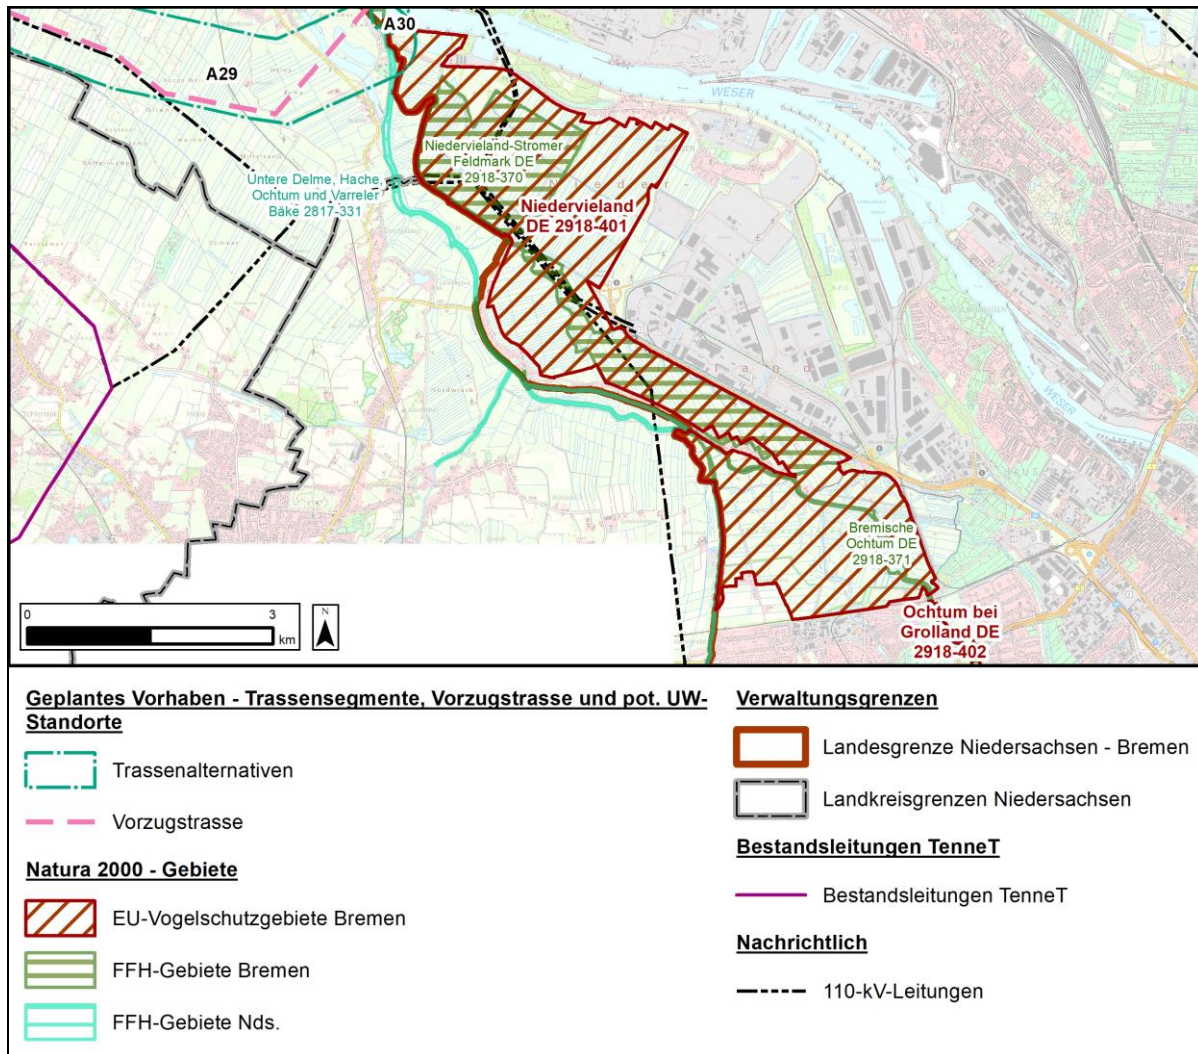 A30
A29
WESER
Niedervieland-Stromer
Feldmark DE
2918-370
Untere Delme, Hache,
Ochtum und Varreler
Bäke 2817-331
Niedervieland
DE 2918-401
WESER
Bremische
Ochtum DE
2918-371
Ochtum bei
Grolland DE
2918-402
0 3
km
N
Geplantes Vorhaben - Trassensegmente, Vorzugstrasse und pot. UW-
Standorte
Trassenalternativen
Vorzugstrasse
Natura 2000 - Gebiete
EU-Vogelschutzgebiete Bremen
FFH-Gebiete Bremen
FFH-Gebiete Nds.
Verwaltungsgrenzen
Landesgrenze Niedersachsen - Bremen
Landkreisgrenzen Niedersachsen
Bestandsleitungen TenneT
Bestandsleitungen TenneT
Nachrichtlich
110-kV-Leitungen